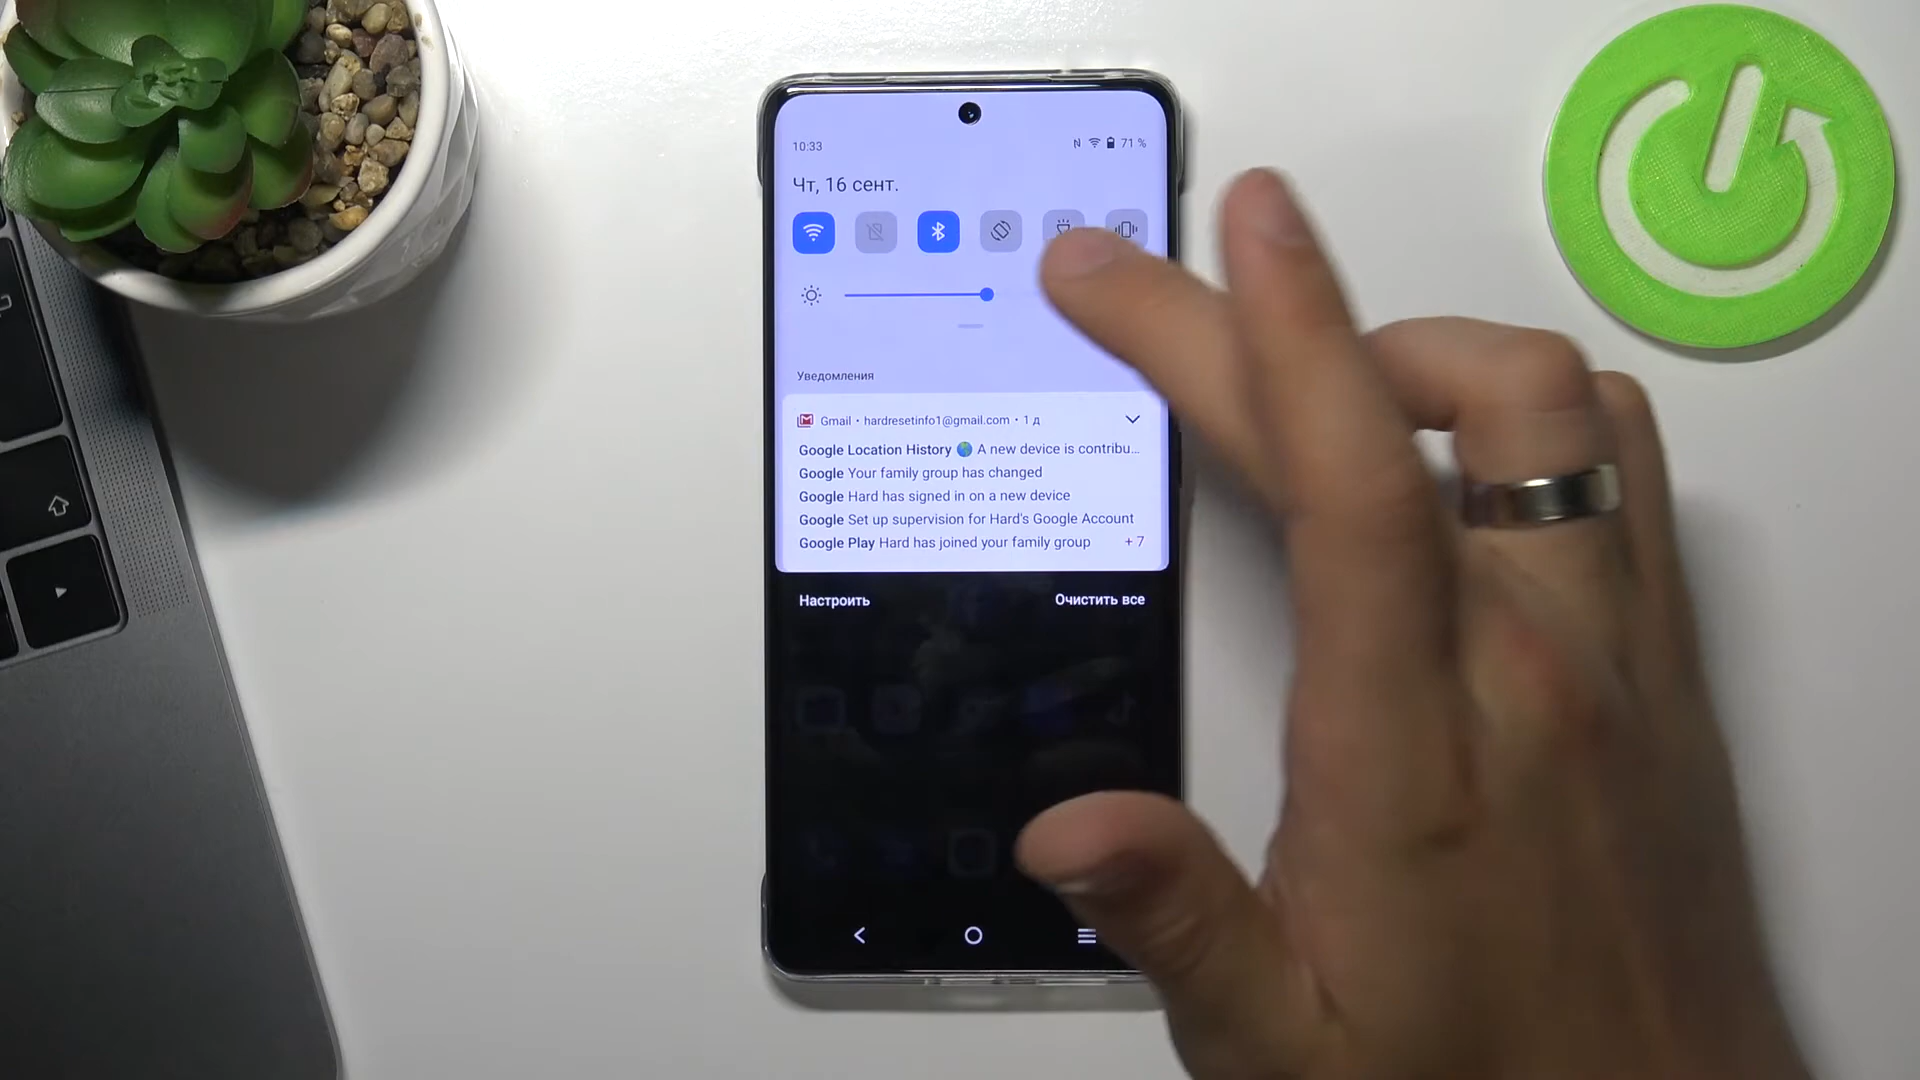 10:33
71 %
Чт, 16 сент.
Уведомления
Gmail • hardresetinfo1@gmail.com • 1 д
Google Location History 🌍 A new device is contribu...
Google Your family group has changed
Google Hard has signed in on a new device
Google Set up supervision for Hard's Google Account
Google Play Hard has joined your family group + 7
Настроить
Очистить все